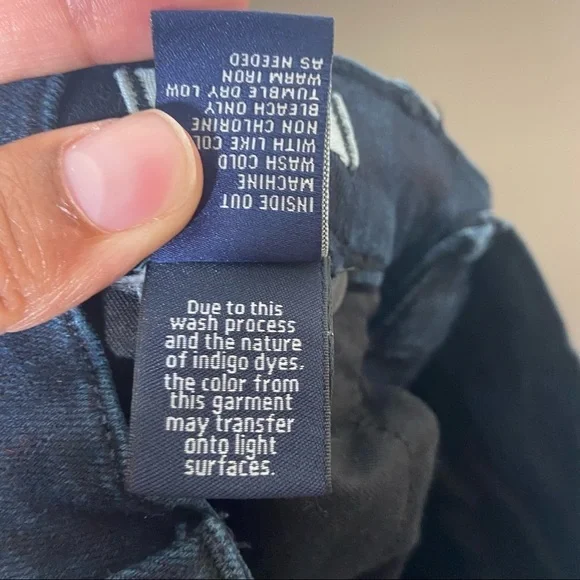 INSIDE OUT
MACHINE
WASH COLD
WITH LIKE
NON CHLORINE
BLEACH ONLY
TUMBLE DRY LOW
WARM IRON
AS NEEDED
Due to this
wash process
and the nature
of indigo dyes,
the color from
this garment
may transfer
onto light
surfaces.